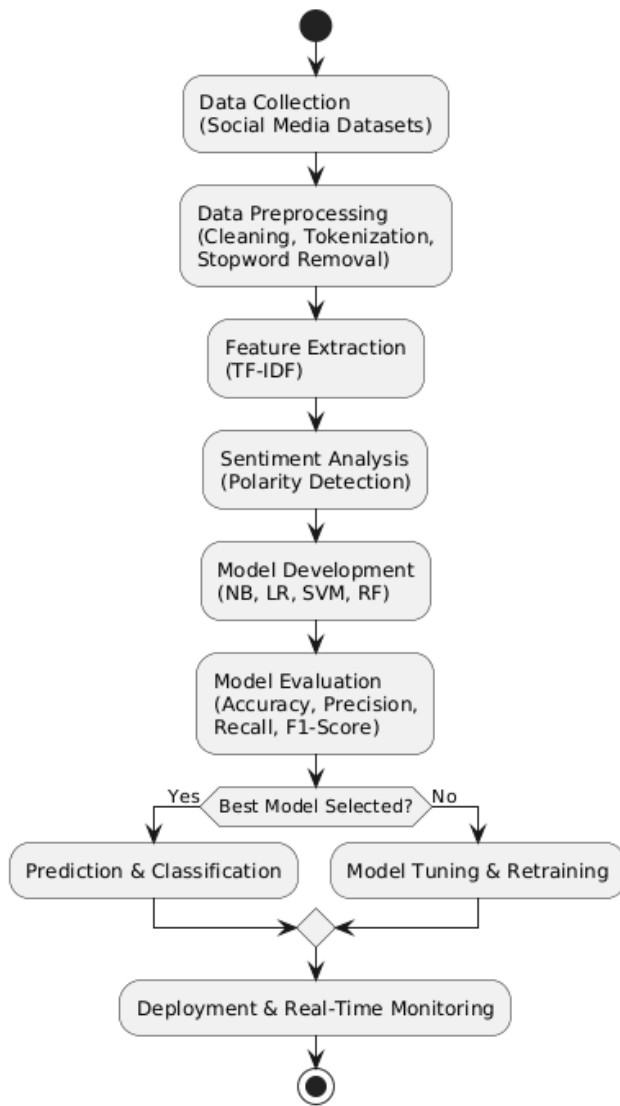 Data Collection
(Social Media Datasets)
Data Preprocessing
(Cleaning, Tokenization,
Stopword Removal)
Feature Extraction
(TF-IDF)
Sentiment Analysis
(Polarity Detection)
Model Development
(NB, LR, SVM, RF)
Model Evaluation
(Accuracy, Precision,
Recall, F1-Score)
Yes
Best Model Selected?
No
Prediction & Classification
Model Tuning & Retraining
Deployment & Real-Time Monitoring